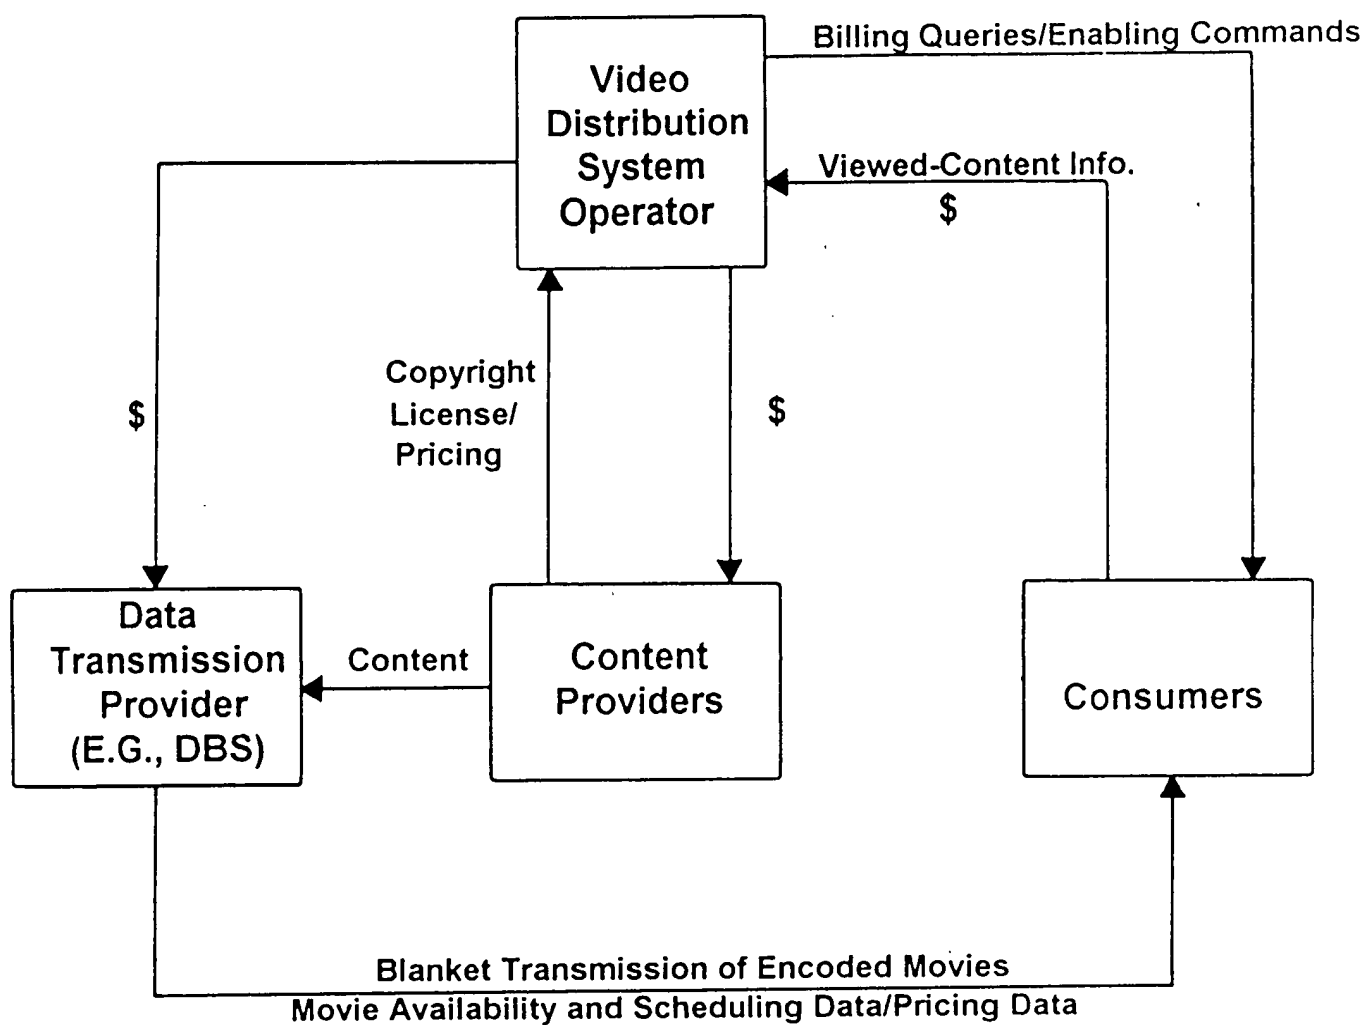 Billing Queries/Enabling Commands
Video
Distribution
System
Operator
Viewed-Content Info.
$
Copyright
License/
Pricing
$
$
Data
Transmission
Provider
(E.G., DBS)
Content
Content
Providers
Consumers
Blanket Transmission of Encoded Movies
Movie Availability and Scheduling Data/Pricing Data